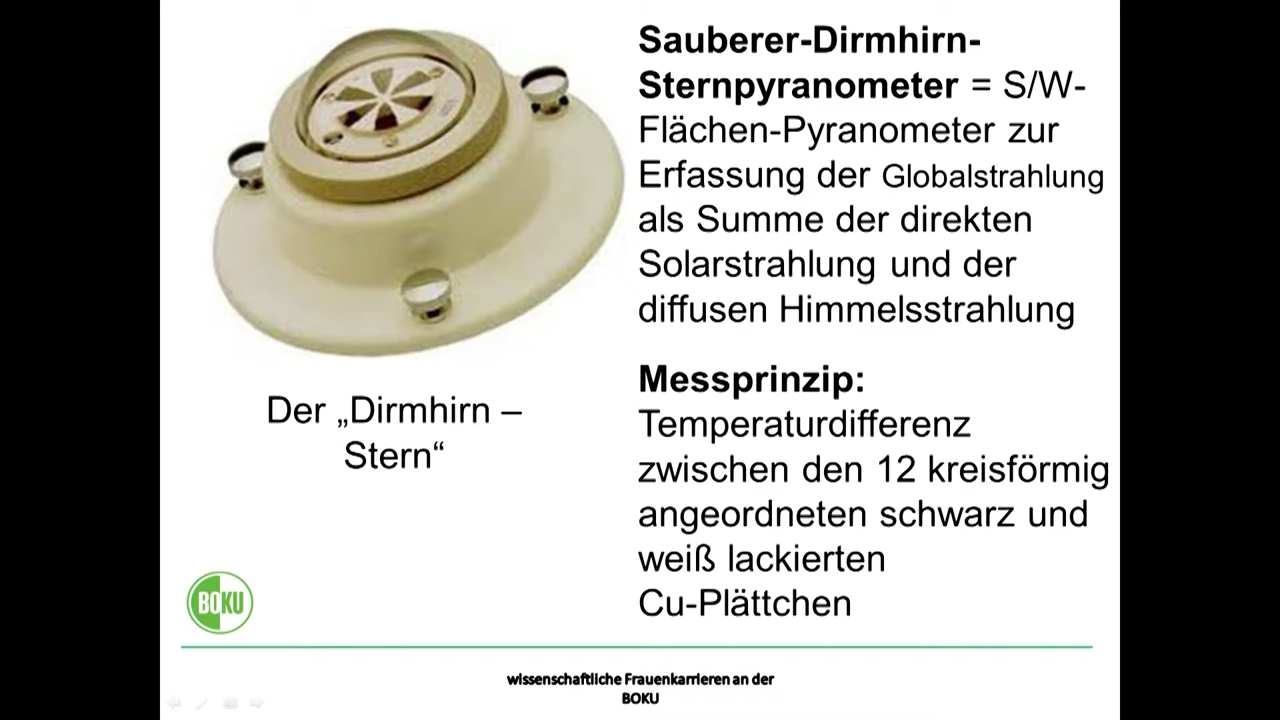 Sauberer-Dirmhirn-
Sternpyranometer = S/W-
Flächen-Pyranometer zur
Erfassung der Globalstrahlung
als Summe der direkten
Solarstrahlung und der
diffusen Himmelsstrahlung
Messprinzip:
Temperaturdifferenz
zwischen den 12 kreisförmig
angeordneten schwarz und
weiß lackierten
Cu-Plättchen
Der „Dirmhirn –
Stern“
BOKU
wissenschaftliche Frauenkarrieren an der
BOKU